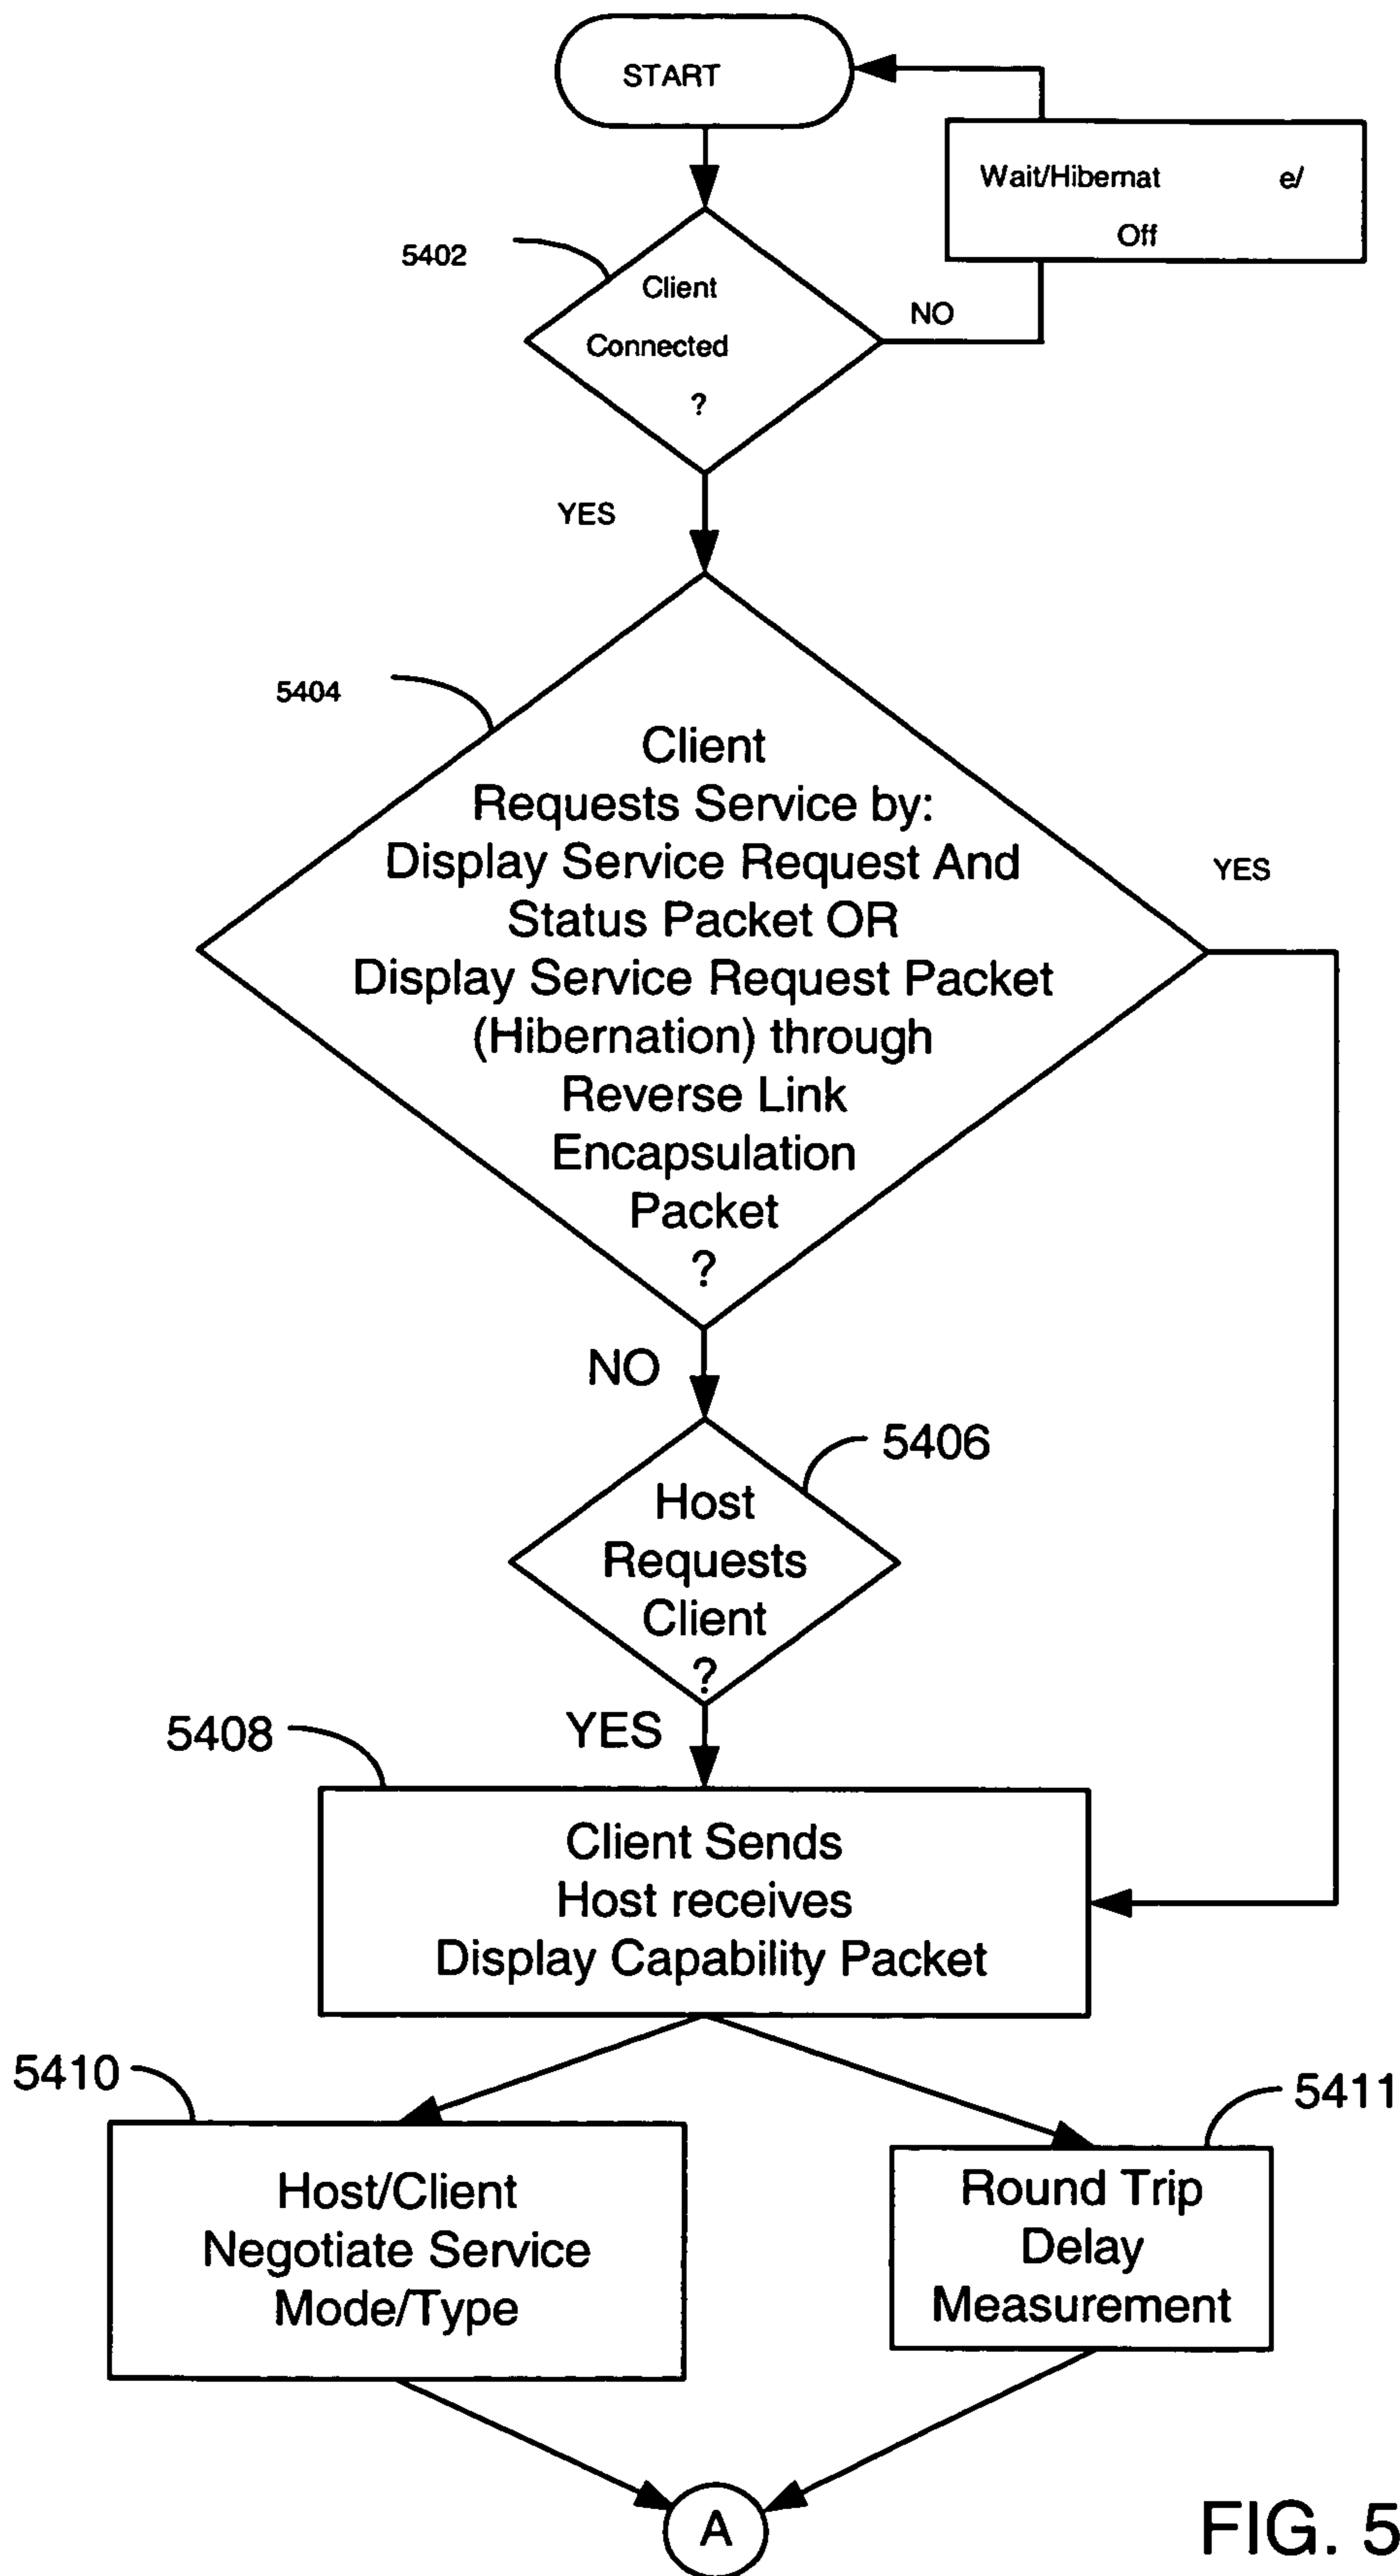 START
Wait/Hibernat e/
Off
5402
Client
Connected
?
NO
YES
5404
Client
Requests Service by:
Display Service Request And
Status Packet OR
Display Service Request Packet
(Hibernation) through
Reverse Link
Encapsulation
Packet
?
YES
NO
5406
Host
Requests
Client
?
YES
5408
Client Sends
Host receives
Display Capability Packet
5410
Host/Client
Negotiate Service
Mode/Type
5411
Round Trip
Delay
Measurement
A
FIG. 5